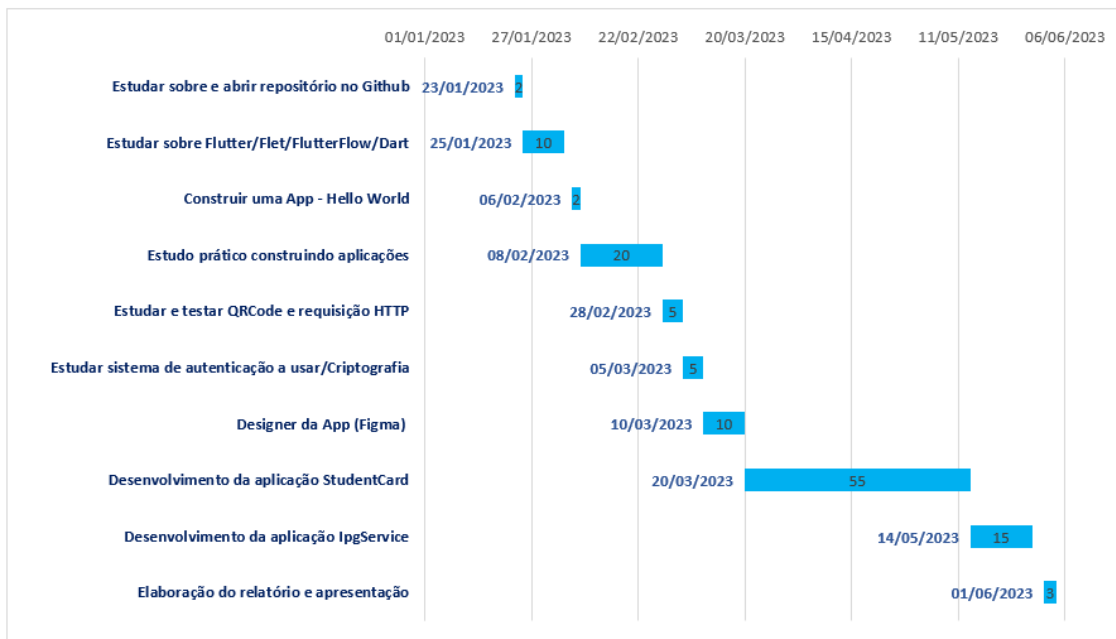 01/01/2023 27/01/2023 22/02/2023 20/03/2023 15/04/2023 11/05/2023 06/06/2023
Estudar sobre e abrir repositório no Github 23/01/2023 2
Estudar sobre Flutter/Flet/FlutterFlow/Dart 25/01/2023 10
Construir uma App - Hello World 06/02/2023 2
Estudo prático construindo aplicações 08/02/2023 20
Estudar e testar QRCode e requisição HTTP 28/02/2023 5
Estudar sistema de autenticação a usar/Criptografia 05/03/2023 5
Designer da App (Figma) 10/03/2023 10
Desenvolvimento da aplicação StudentCard 20/03/2023 55
Desenvolvimento da aplicação IpgService 14/05/2023 15
Elaboração do relatório e apresentação 01/06/2023 3